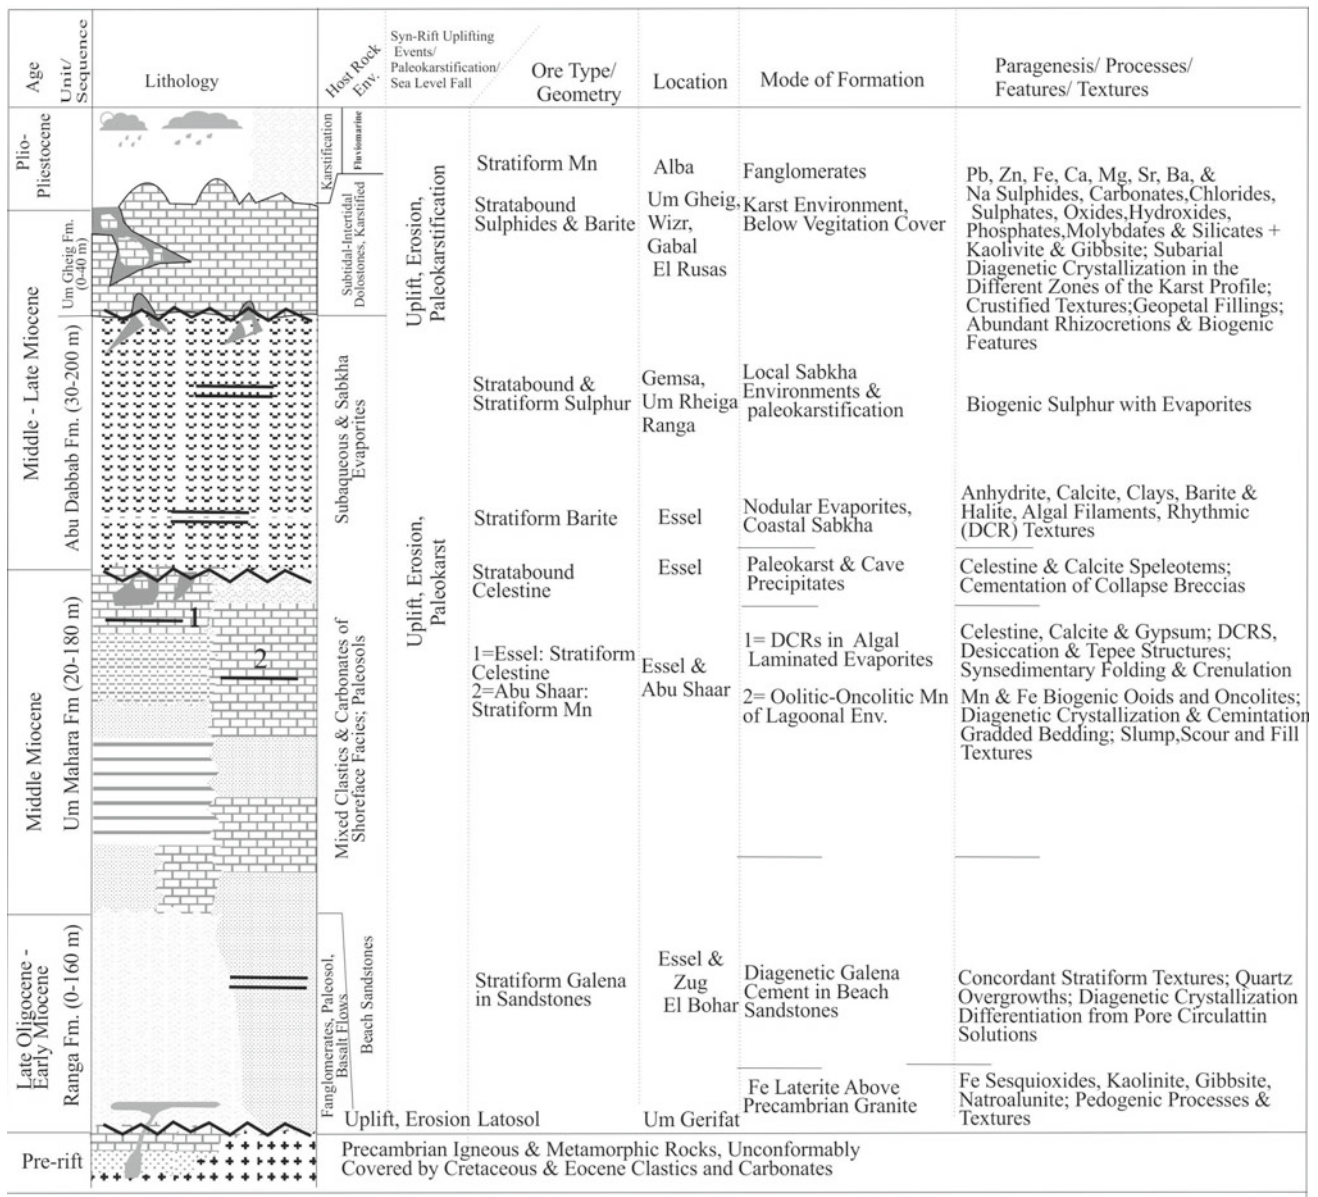 Age
Unit/
Sequence
Lithology
Host Rock
Env.
Syn-Rift Uplifting
Events/
Paleokarstification/
Sea Level Fall
Ore Type/
Geometry
Location
Mode of Formation
Paragenesis/ Processes/
Features/ Textures
Plio-
Pliestocene
Karstification
Fluviomarine
Stratiform Mn
Alba
Fanglomerates
Uplift, Erosion,
Paleokarstification
Stratabound
Sulphides & Barite
Um Gheig,
Wizr,
Gabal
El Rusas
Karst Environment,
Below Vegitation Cover
Pb, Zn, Fe, Ca, Mg, Sr, Ba, &
Na Sulphides, Carbonates,Chlorides,
Sulphates, Oxides,Hydroxides,
Phosphates,Molybdates & Silicates +
Kaolivite & Gibbsite; Subarial
Diagenetic Crystallization in the
Different Zones of the Karst Profile;
Crustified Textures;Geopetal Fillings;
Abundant Rhizocretions & Biogenic
Features
Middle - Late Miocene
Um Gheig Fm.
(0-40 m)
Subtidal-Intertidal
Dolostones, Karstified
Abu Dabbab Fm. (30-200 m)
Subaqueous & Sabkha
Evaporites
Stratabound &
Stratiform Sulphur
Gemsa,
Um Rheiga
Ranga
Local Sabkha
Environments &
paleokarstification
Biogenic Sulphur with Evaporites
Stratiform Barite
Essel
Nodular Evaporites,
Coastal Sabkha
Anhydrite, Calcite, Clays, Barite &
Halite, Algal Filaments, Rhythmic
(DCR) Textures
Uplift, Erosion,
Paleokarst
Stratabound
Celestine
Essel
Paleokarst & Cave
Precipitates
Celestine & Calcite Speleotems;
Cementation of Collapse Breccias
Middle Miocene
Um Mahara Fm (20-180 m)
1
2
Mixed Clastics & Carbonates of
Shoreface Facies; Paleosols
1=Essel: Stratiform
Celestine
2=Abu Shaar:
Stratiform Mn
Essel &
Abu Shaar
1= DCRs in Algal
Laminated Evaporites
2= Oolitic-Oncolitic Mn
of Lagoonal Env.
Celestine, Calcite & Gypsum; DCRS,
Desiccation & Tepee Structures;
Synsedimentary Folding & Crenulation
Mn & Fe Biogenic Ooids and Oncolites;
Diagenetic Crystallization & Cemintation
Gradded Bedding; Slump,Scour and Fill
Textures
Late Oligocene -
Early Miocene
Ranga Fm. (0-160 m)
Fanglomerates, Paleosol,
Basalt Flows
Beach Sandstones
Stratiform Galena
in Sandstones
Essel &
Zug
El Bohar
Diagenetic Galena
Cement in Beach
Sandstones
Concordant Stratiform Textures; Quartz
Overgrowths; Diagenetic Crystallization
Differentiation from Pore Circulattin
Solutions
Uplift, Erosion
Latosol
Um Gerifat
Fe Laterite Above
Precambrian Granite
Fe Sesquioxides, Kaolinite, Gibbsite,
Natroalunite; Pedogenic Processes &
Textures
Pre-rift
Precambrian Igneous & Metamorphic Rocks, Unconformably
Covered by Cretaceous & Eocene Clastics and Carbonates